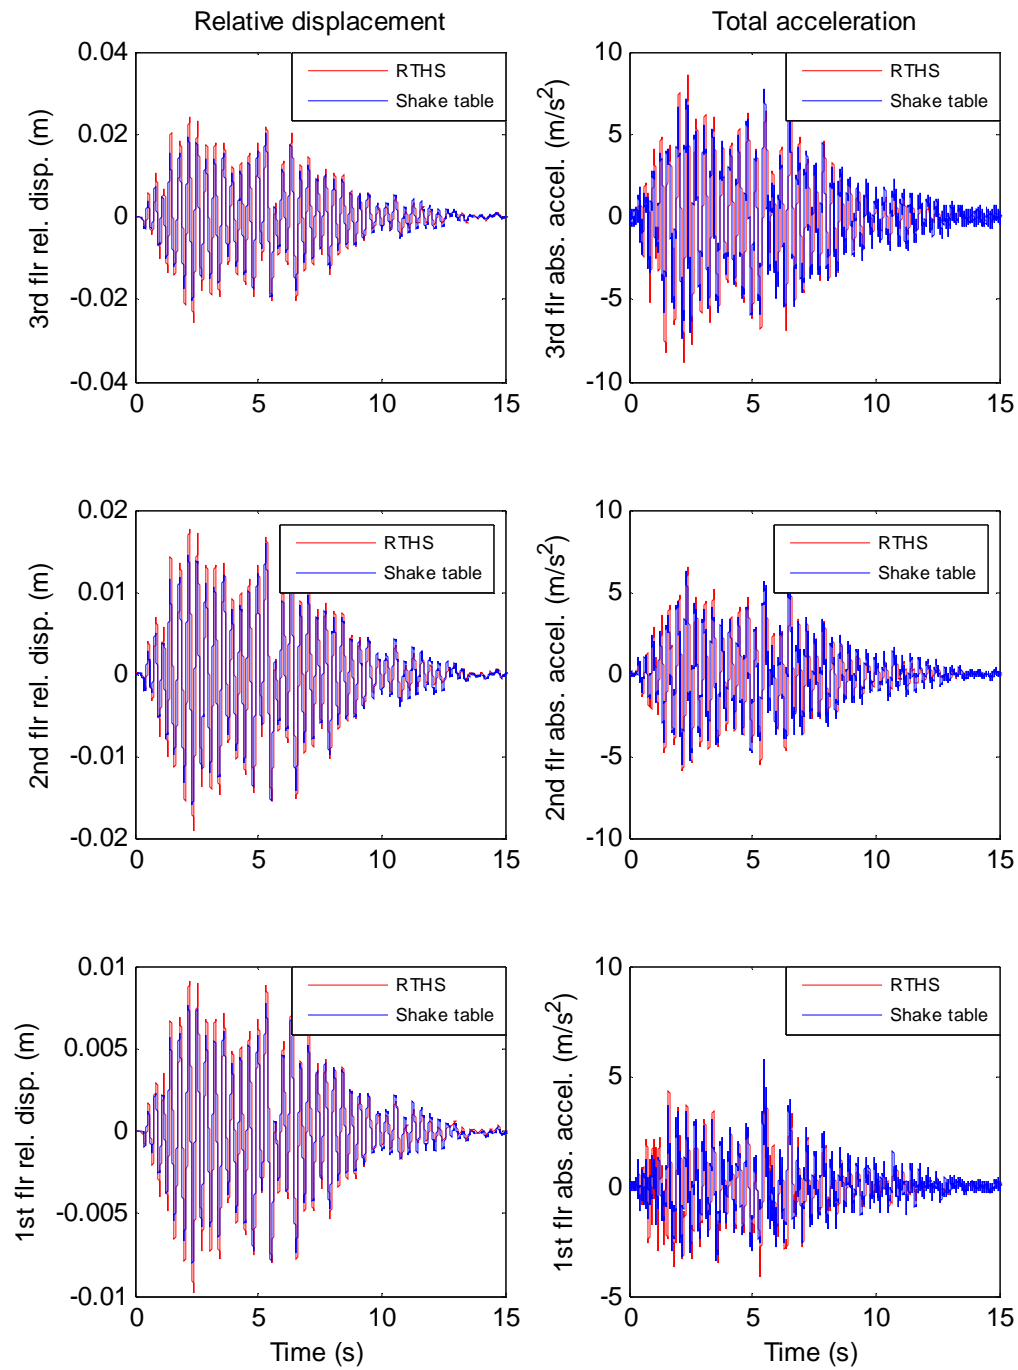 Relative displacement
Total acceleration
3rd flr rel. disp. (m)
0.04
0.02
0
-0.02
-0.04
0
5
10
15
RTHS
Shake table
3rd flr abs. accel. (m/s²)
10
5
0
-5
-10
0
5
10
15
RTHS
Shake table
2nd flr rel. disp. (m)
0.02
0.01
0
-0.01
-0.02
0
5
10
15
RTHS
Shake table
2nd flr abs. accel. (m/s²)
10
5
0
-5
-10
0
5
10
15
RTHS
Shake table
1st flr rel. disp. (m)
0.01
0.005
0
-0.005
-0.01
0
5
10
15
Time (s)
RTHS
Shake table
1st flr abs. accel. (m/s²)
10
5
0
-5
0
5
10
15
Time (s)
RTHS
Shake table